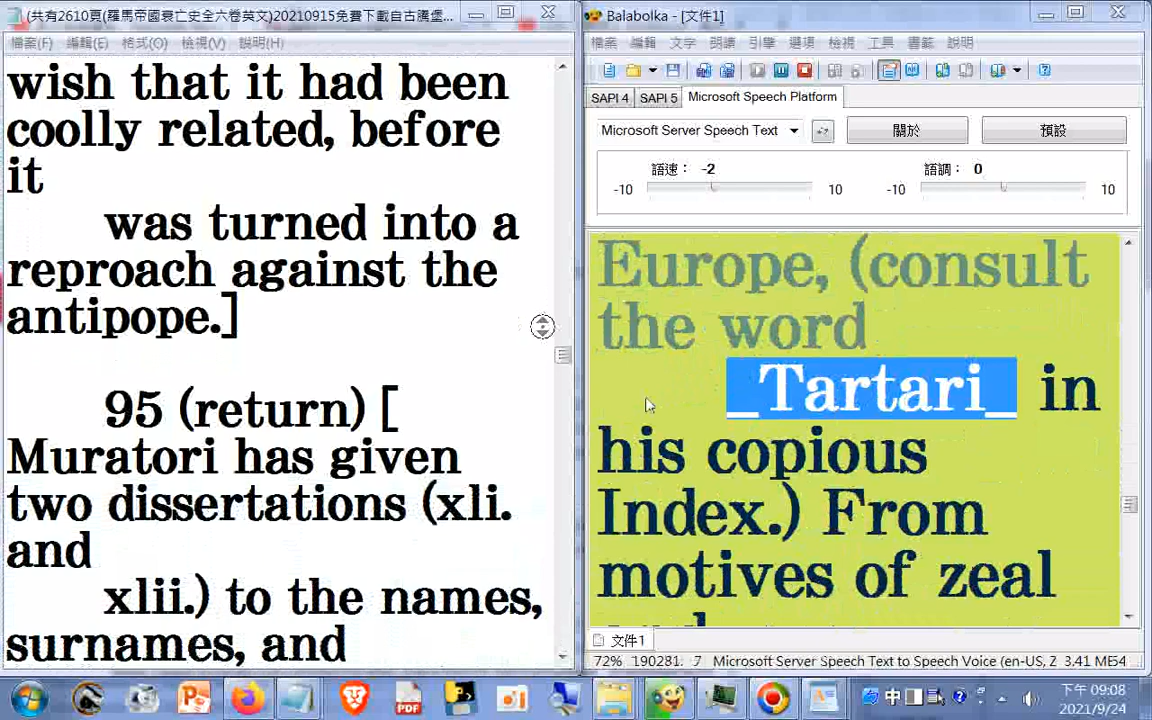 (共有2610頁(羅馬帝國衰亡史全六卷英文)20210915免費下載自古騰堡...
檔案(F) 編輯(E) 格式(O) 檢視(V) 說明(H)
wish that it had been
coolly related, before
it
was turned into a
reproach against the
antipope.]
95 (return) [
Muratori has given
two dissertations (xli.
and
xlii.) to the names,
surnames, and
Balabolka - [文件1]
檔案 編輯 文字 朗讀 引擎 選項 檢視 工具 書籤 說明
SAPI 4 SAPI 5 Microsoft Speech Platform
Microsoft Server Speech Text 關於 預設
語速： -2 語調： 0
-10 10 -10 10
Europe, (consult
the word
_Tartari_ in
his copious
Index.) From
motives of zeal
文件1
72% 190281. 7 Microsoft Server Speech Text to Speech Voice (en-US, Z 3.41 ME54
中
下午 09:08
2021/9/24